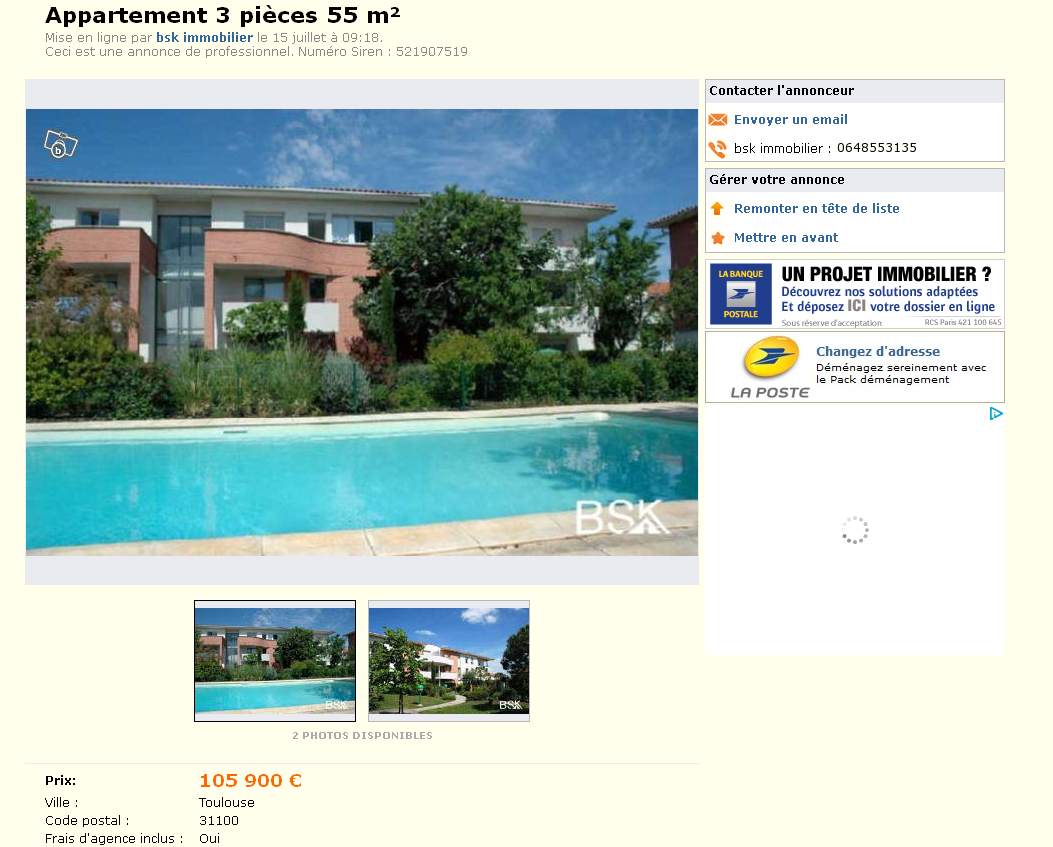 Appartement 3 pièces 55 m²
Mise en ligne par bsk immobilier le 15 juillet à 09:18.
Ceci est une annonce de professionnel. Numéro Siren : 521907519
Contacter l'annonceur
Envoyer un email
bsk immobilier : 0648553135
Gérer votre annonce
Remonter en tête de liste
Mettre en avant
LA BANQUE
POSTALE
UN PROJET IMMOBILIER ?
Découvrez nos solutions adaptées
Et déposez ICI votre dossier en ligne
Sous réserve d'acceptation
RCS Paris 421 100 645
LA POSTE
Changez d'adresse
Déménagez sereinement avec
le Pack déménagement
b
BSK
BSK
BSK
2 PHOTOS DISPONIBLES
Prix: 105 900 €
Ville : Toulouse
Code postal : 31100
Frais d'agence inclus : Oui